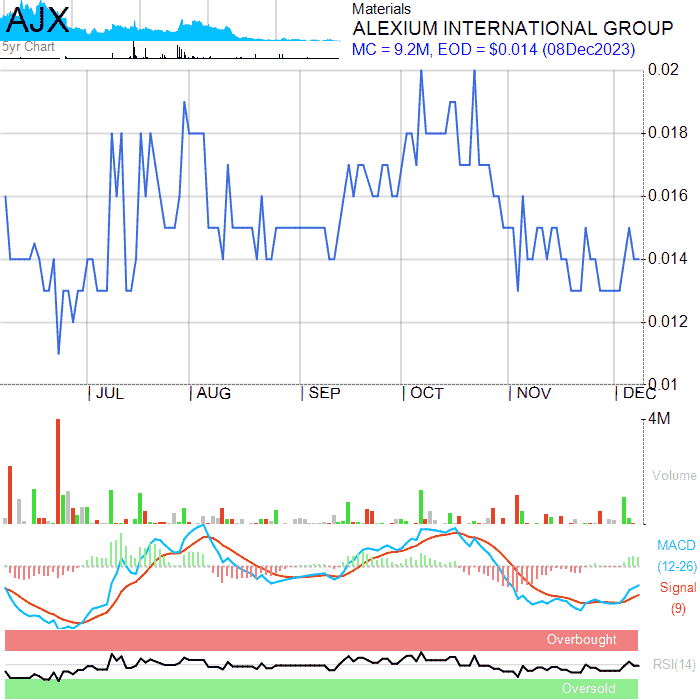 AJX
5yr Chart
Materials
ALEXIUM INTERNATIONAL GROUP
MC = 9.2M, EOD = $0.014 (08Dec2023)
0.02
0.018
0.016
0.014
0.012
0.01
JUL AUG SEP OCT NOV DEC
4M
Volume
MACD
(12-26)
Signal
(9)
Overbought
RSI(14)
Oversold